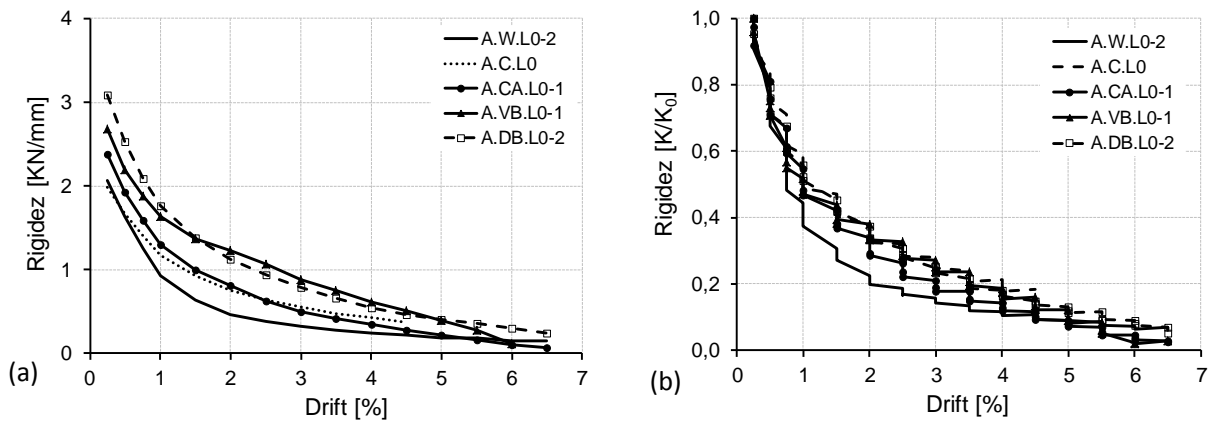 Rigidez [KN/mm]
4
3
2
1
0
0 1 2 3 4 5 6 7
Drift [%]
A.W.L0-2
A.C.L0
A.CA.L0-1
A.VB.L0-1
A.DB.L0-2
(a)
Rigidez [K/K0]
1,0
0,8
0,6
0,4
0,2
0,0
0 1 2 3 4 5 6 7
Drift [%]
A.W.L0-2
A.C.L0
A.CA.L0-1
A.VB.L0-1
A.DB.L0-2
(b)